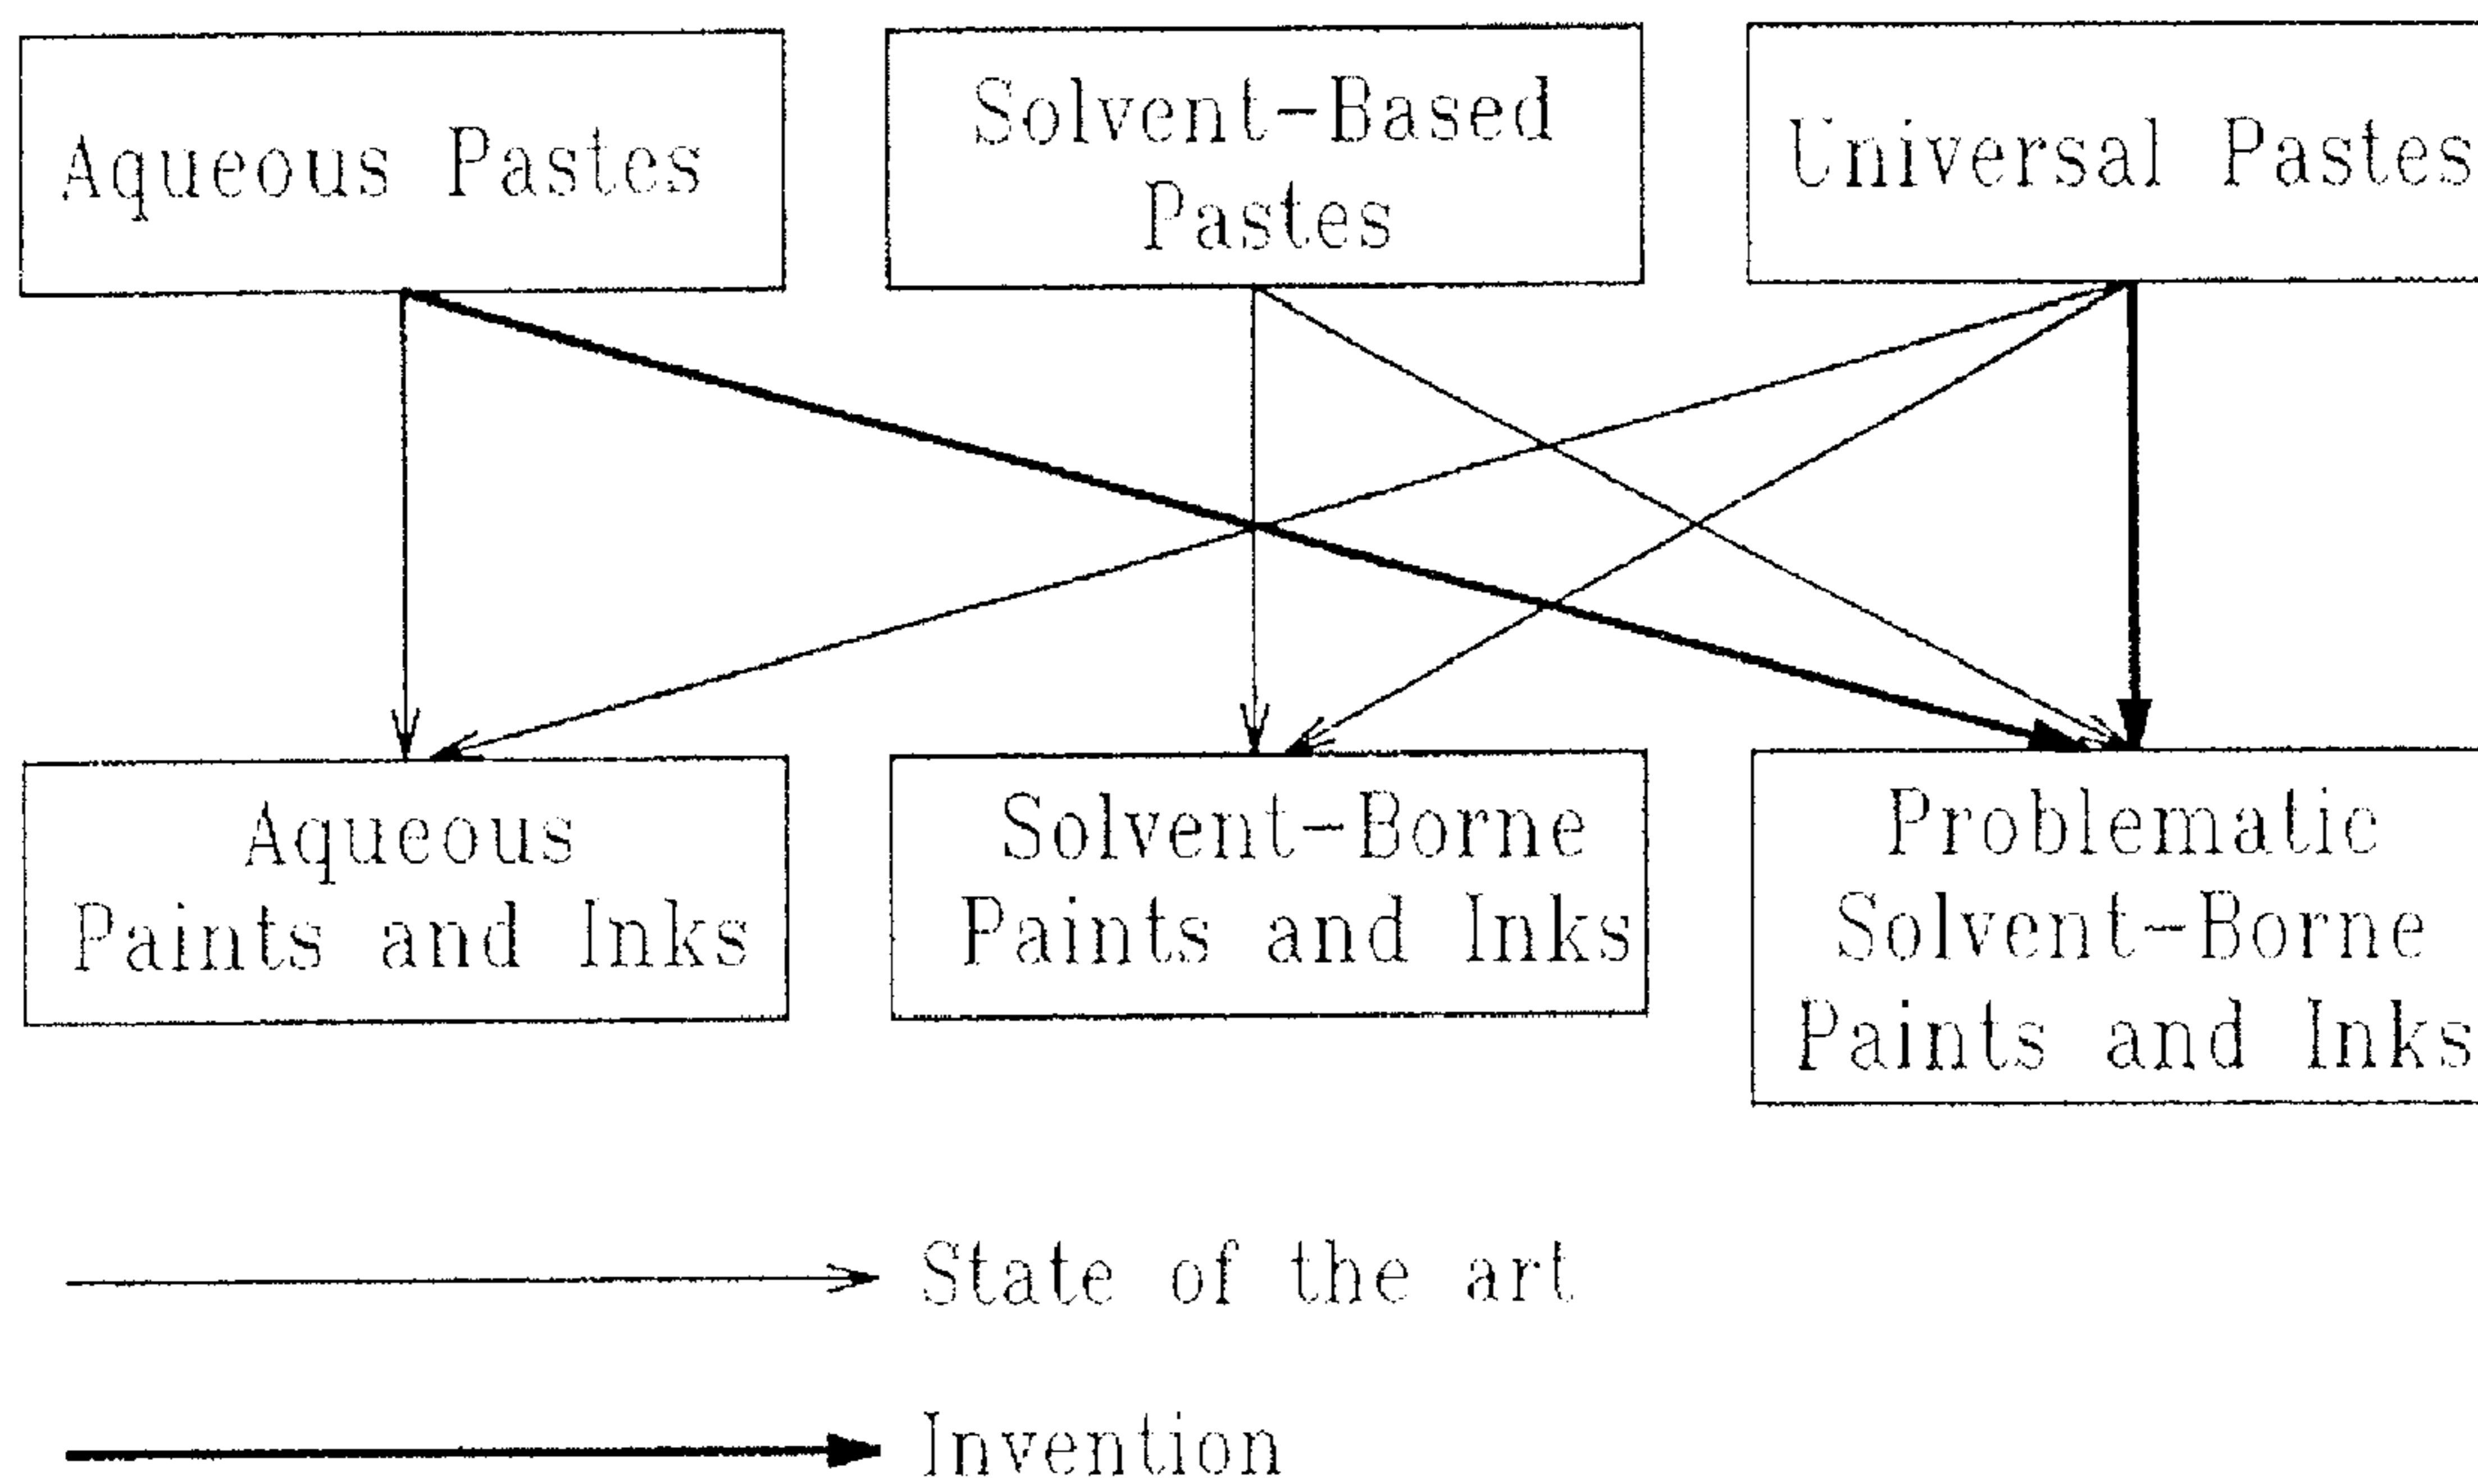 Aqueous Pastes
Solvent-Based
Pastes
Universal Pastes
Aqueous
Paints and Inks
Solvent-Borne
Paints and Inks
Problematic
Solvent-Borne
Paints and Inks
State of the art
Invention